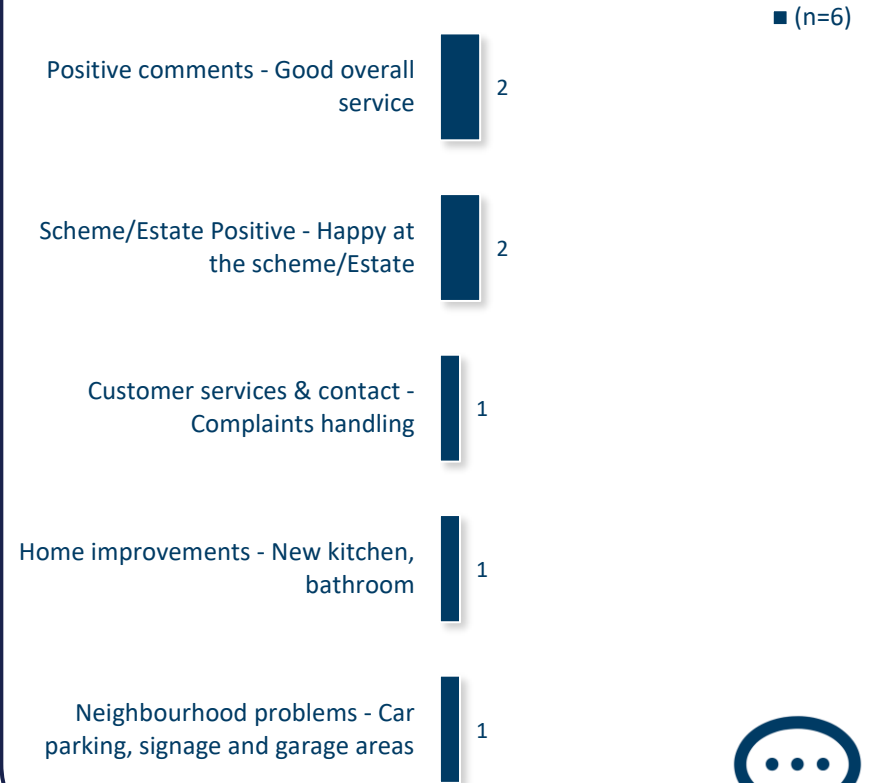 (n=6)
Positive comments - Good overall
service
2
Scheme/Estate Positive - Happy at
the scheme/Estate
2
Customer services & contact -
Complaints handling
1
Home improvements - New kitchen,
bathroom
1
Neighbourhood problems - Car
parking, signage and garage areas
1